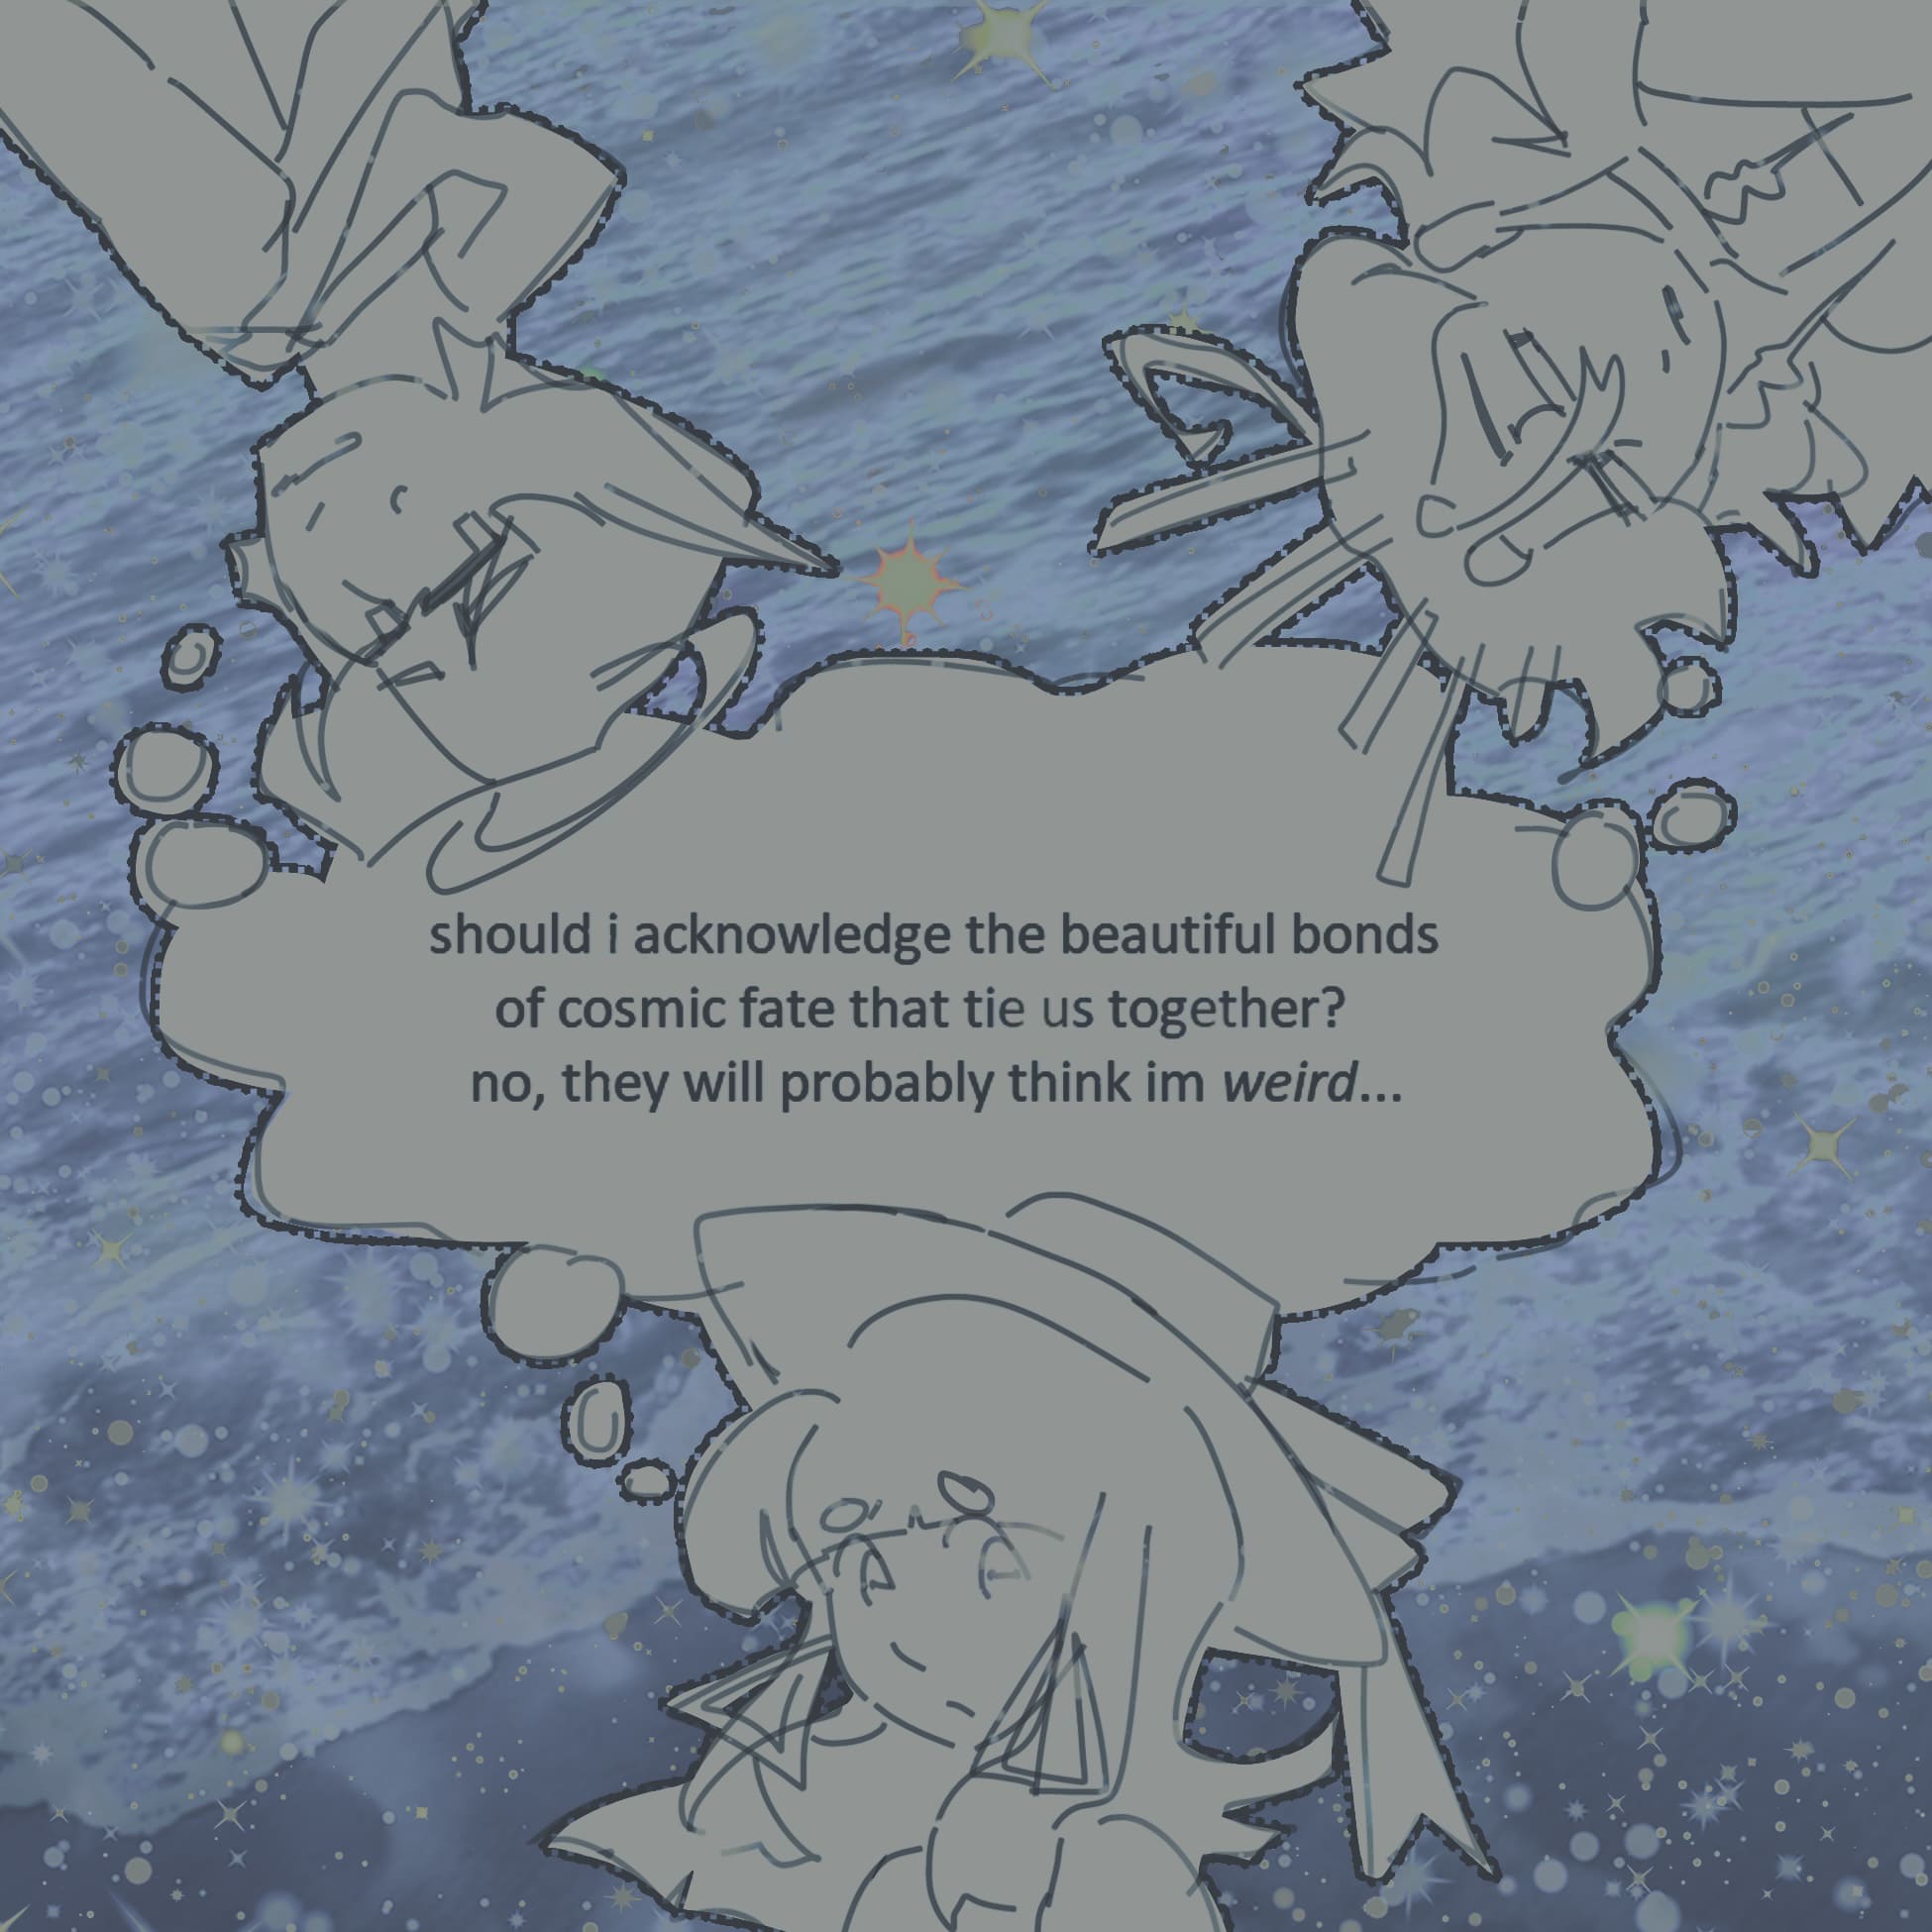 should i acknowledge the beautiful bonds
of cosmic fate that tie us together?
no, they will probably think im weird...